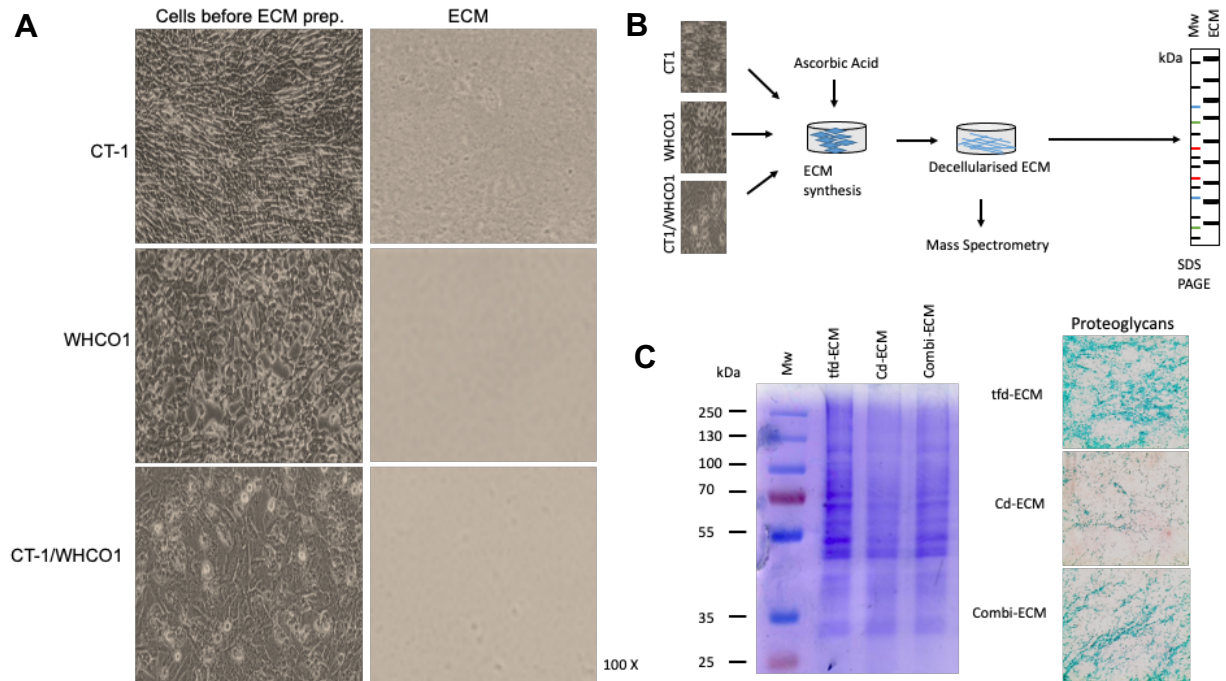 A
Cells before ECM prep.
ECM
CT-1
WHCO1
CT-1/WHCO1
100 X
B
CT1
WHCO1
CT1/WHCO1
Ascorbic Acid
ECM
synthesis
Decellularised ECM
Mass Spectrometry
Mw
ECM
kDa
SDS
PAGE
C
kDa
Mw
tfd-ECM
Cd-ECM
Combi-ECM
250
130
100
70
55
35
25
Proteoglycans
tfd-ECM
Cd-ECM
Combi-ECM